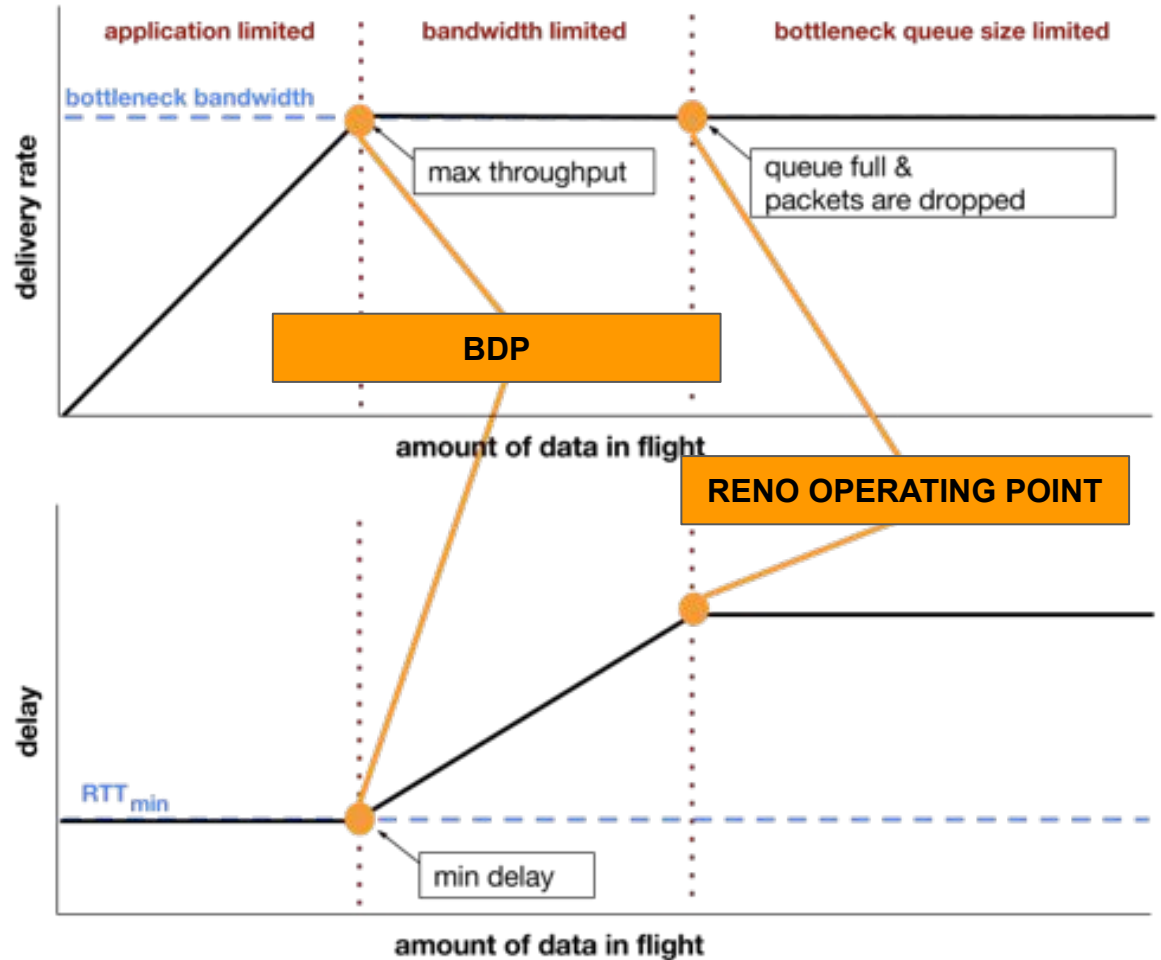 application limited
bandwidth limited
bottleneck queue size limited
bottleneck bandwidth
max throughput
queue full &
packets are dropped
delivery rate
BDP
amount of data in flight
RENO OPERATING POINT
delay
RTTmin
min delay
amount of data in flight